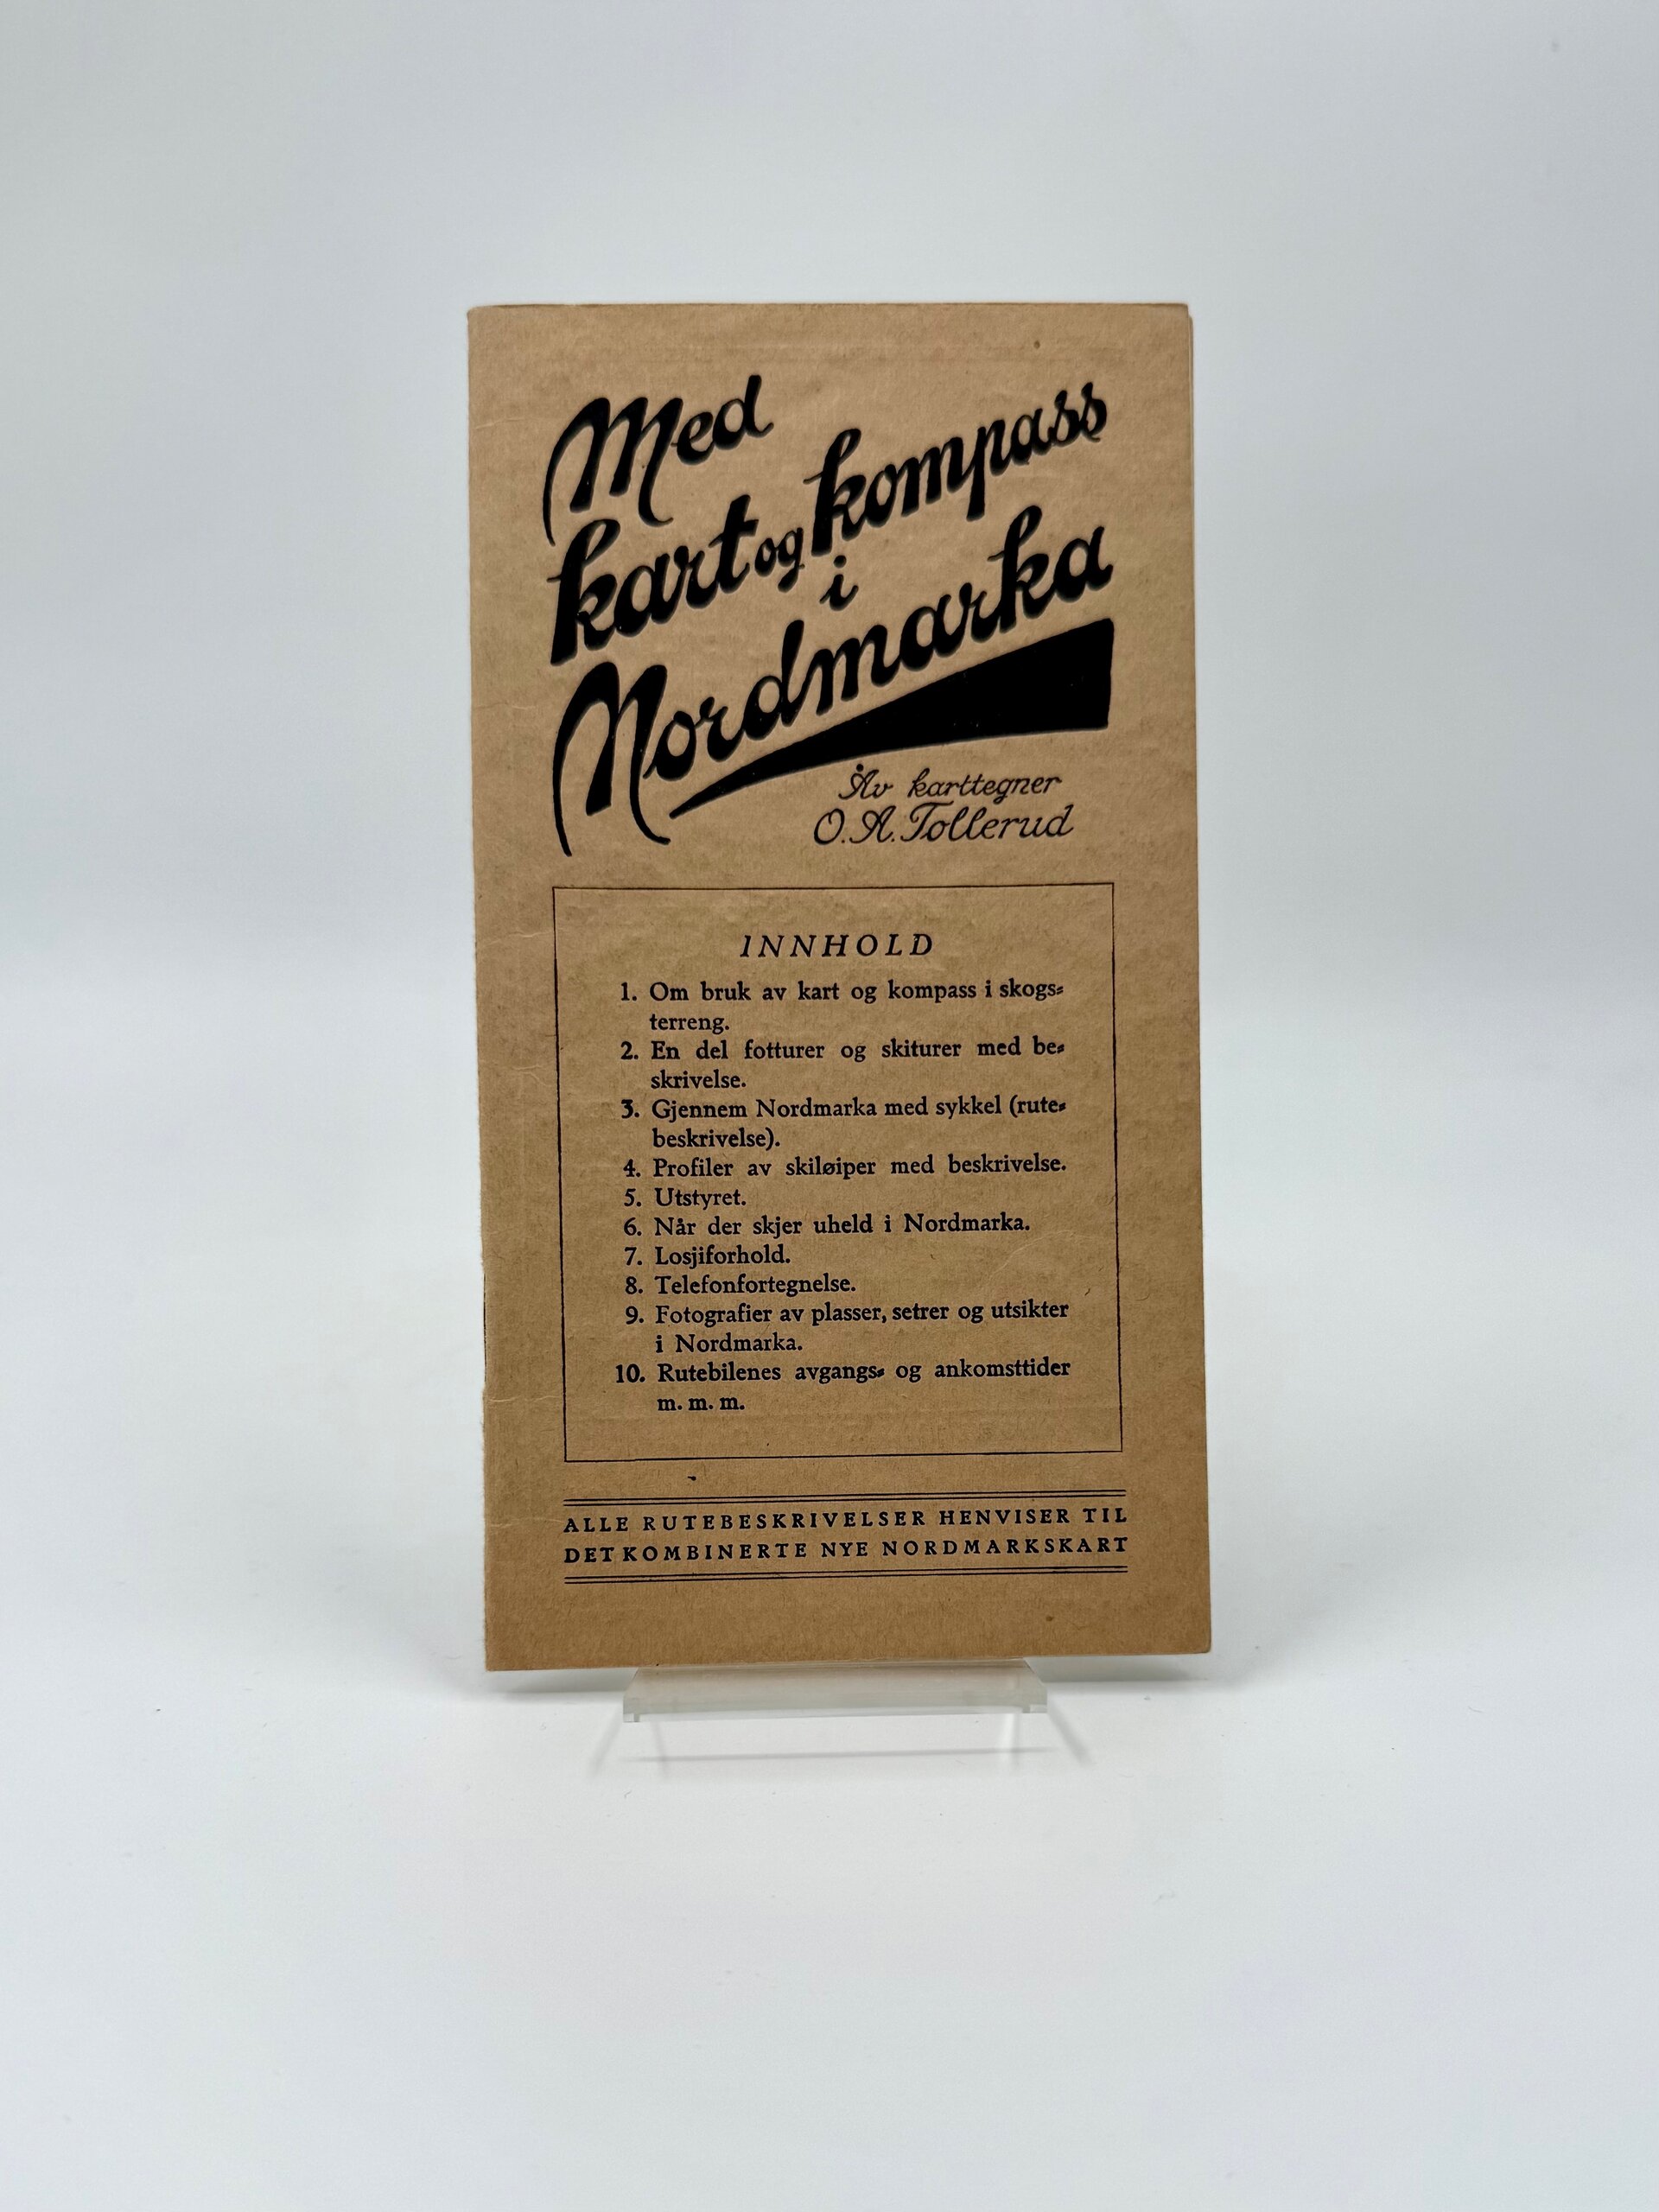 Med
kart og kompass
i
Nordmarka
Av karttegner
O. A. Tollerud
INNHOLD
1. Om bruk av kart og kompass i skogs-
terreng.
2. En del fotturer og skiturer med be-
skrivelse.
3. Gjennem Nordmarka med sykkel (rute-
beskrivelse).
4. Profiler av skiløiper med beskrivelse.
5. Utstyret.
6. Når der skjer uheld i Nordmarka.
7. Losjiforhold.
8. Telefonfortegnelse.
9. Fotografier av plasser, setrer og utsikter
i Nordmarka.
10. Rutebilenes avgangs- og ankomsttider
m. m. m.
ALLE RUTEBESKRIVELSER HENVISER TIL
DET KOMBINERTE NYE NORDMARKSKART